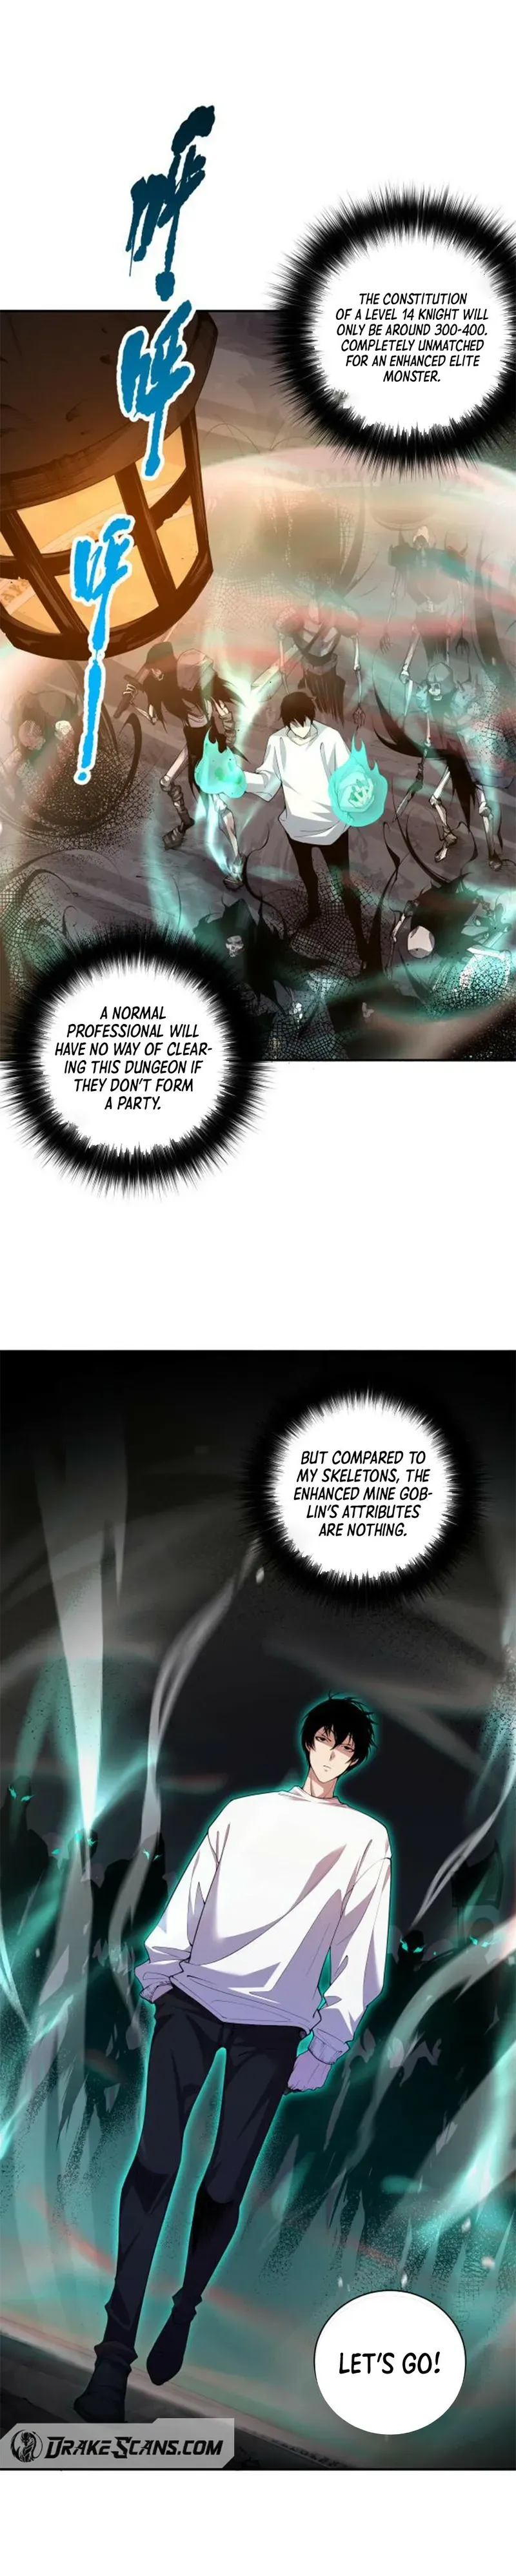 呼
呼
呼
THE CONSTITUTION
OF A LEVEL 14 KNIGHT WILL
ONLY BE AROUND 300-400.
COMPLETELY UNMATCHED
FOR AN ENHANCED ELITE
MONSTER.
A NORMAL
PROFESSIONAL WILL
HAVE NO WAY OF CLEAR-
ING THIS DUNGEON IF
THEY DON'T FORM
A PARTY.
BUT COMPARED TO
MY SKELETONS, THE
ENHANCED MINE GOB-
LIN'S ATTRIBUTES
ARE NOTHING.
LET'S GO!
DRAKESCANS.COM